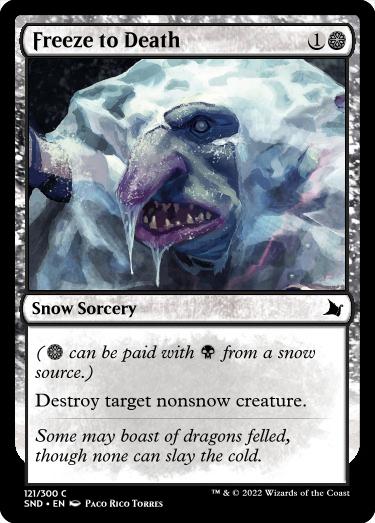 Freeze to Death 1
Snow Sorcery
( can be paid with from a snow
source.)
Destroy target nonsnow creature.
Some may boast of dragons felled,
though none can slay the cold.
121/300 C
SND • EN Paco Rico Torres
™ & © 2022 Wizards of the Coast